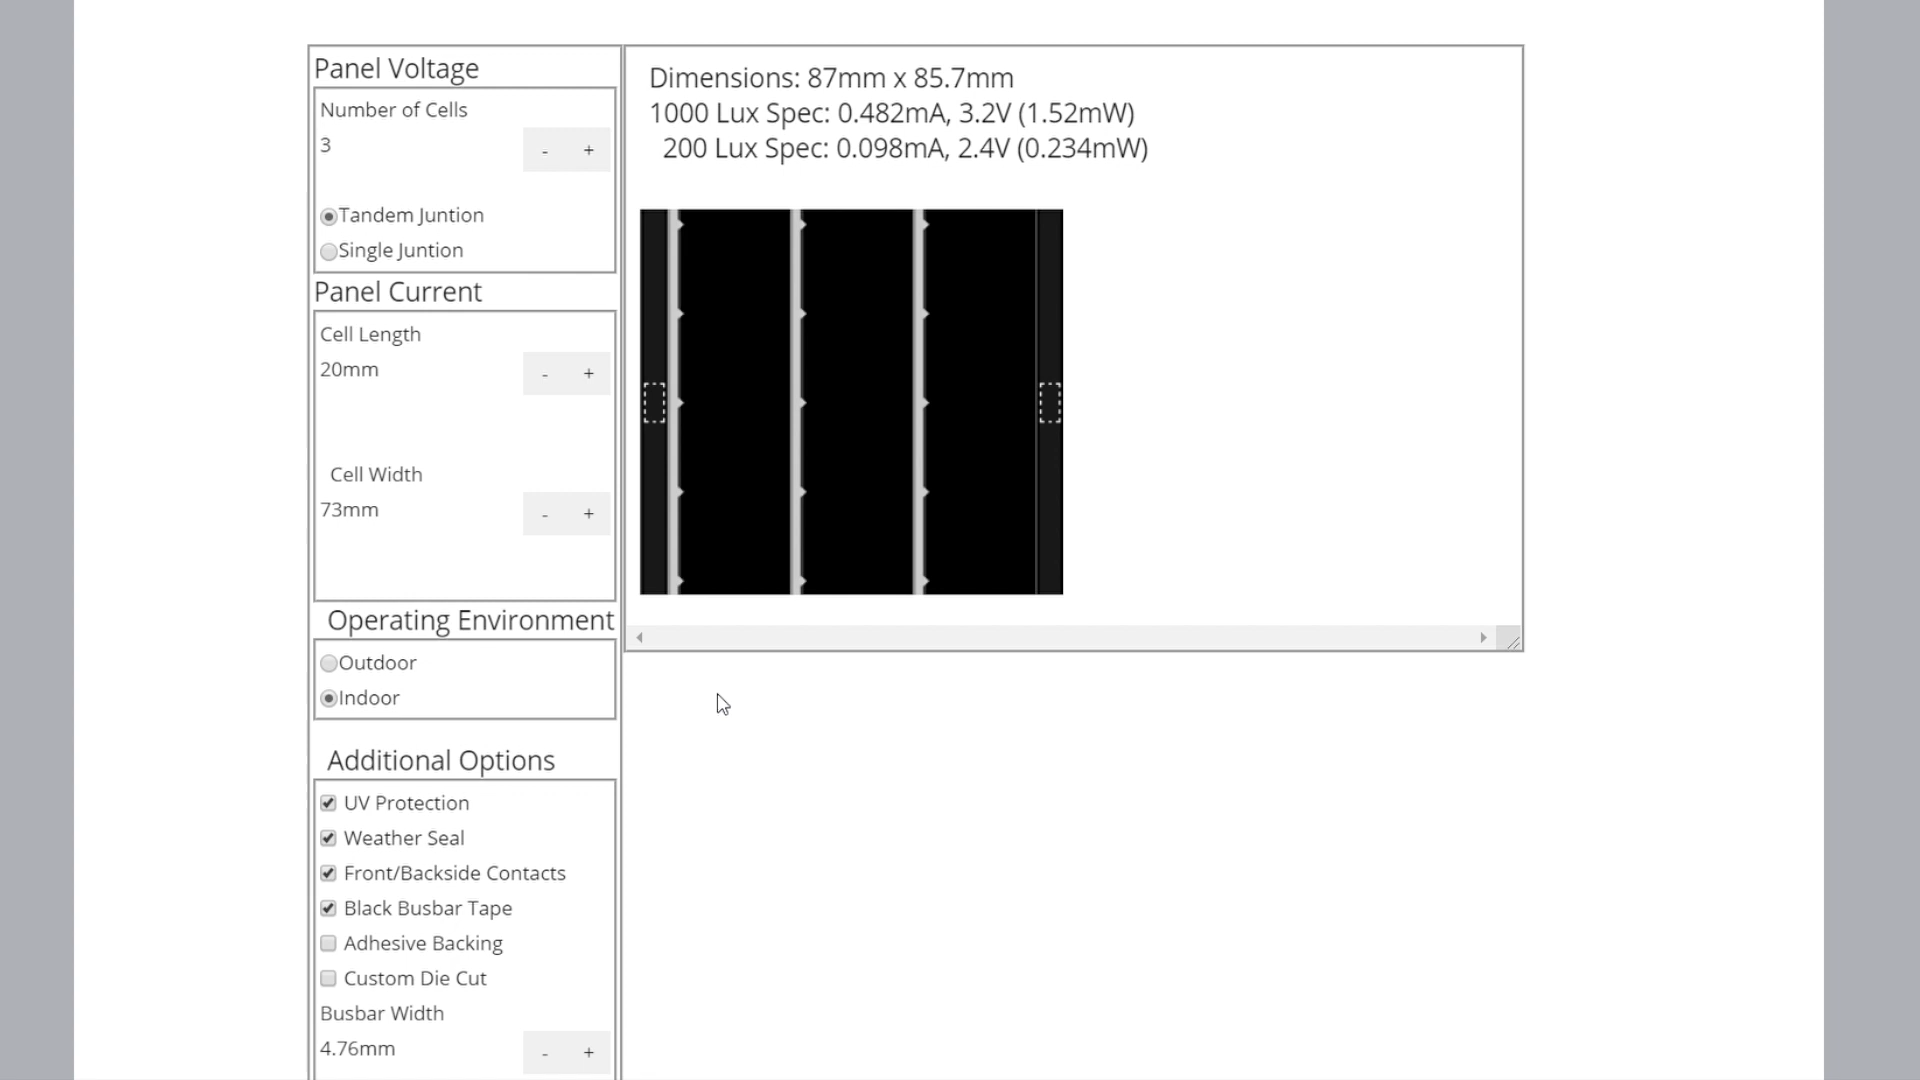 Panel Voltage
Number of Cells
3
- +
Tandem Juntion
Single Juntion
Panel Current
Cell Length
20mm
- +
Cell Width
73mm
- +
Operating Environment
Outdoor
Indoor
Additional Options
UV Protection
Weather Seal
Front/Backside Contacts
Black Busbar Tape
Adhesive Backing
Custom Die Cut
Busbar Width
4.76mm
- +
Dimensions: 87mm x 85.7mm
1000 Lux Spec: 0.482mA, 3.2V (1.52mW)
200 Lux Spec: 0.098mA, 2.4V (0.234mW)